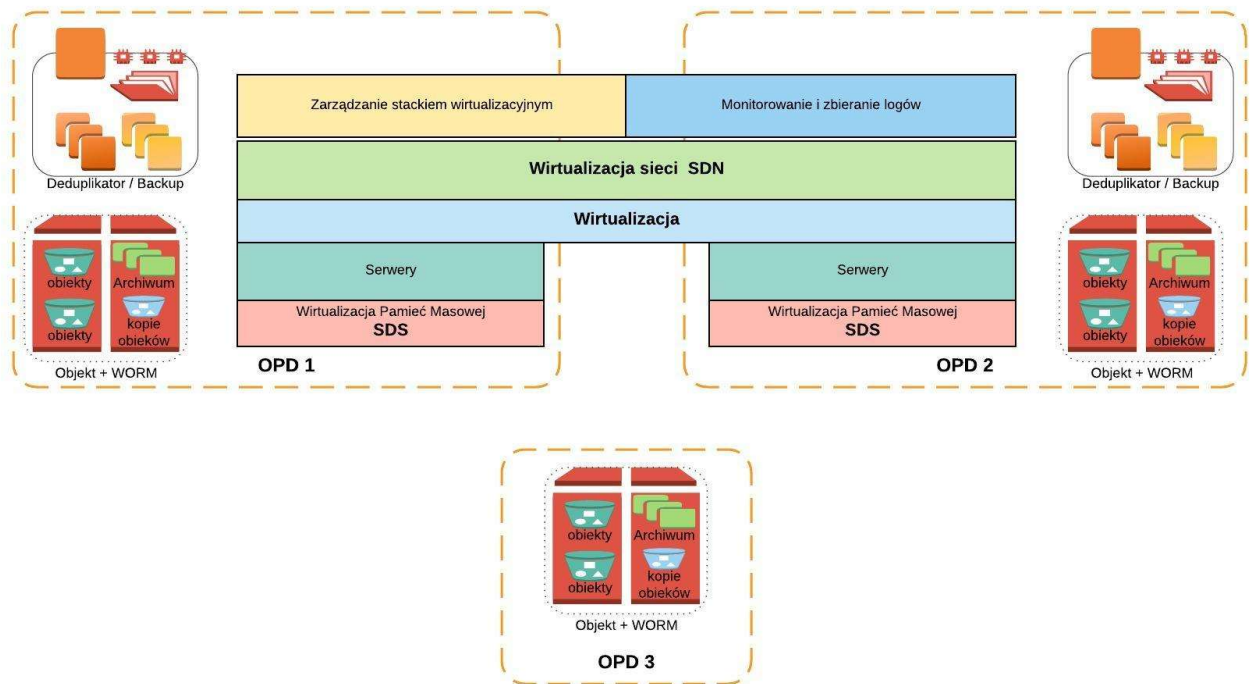 Zarządzanie stackiem wirtualizacyjnym
Monitorowanie i zbieranie logów
Wirtualizacja sieci SDN
Wirtualizacja
Serwery
Serwery
Wirtualizacja Pamieć Masowej
SDS
Wirtualizacja Pamieć Masowej
SDS
Deduplikator / Backup
obiekty
Archiwum
obiekty
kopie
obieków
Objekt + WORM
OPD 1
Deduplikator / Backup
obiekty
Archiwum
obiekty
kopie
obieków
Objekt + WORM
OPD 2
obiekty
Archiwum
obiekty
kopie
obieków
Objekt + WORM
OPD 3